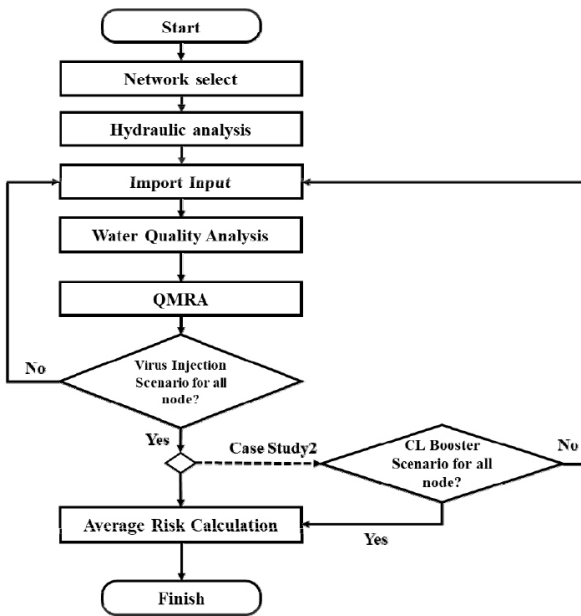 Start
Network select
Hydraulic analysis
Import Input
Water Quality Analysis
QMRA
No
Virus Injection
Scenario for all
node?
Yes
Case Study2
CL Booster
Scenario for all
node?
No
Average Risk Calculation
Yes
Finish